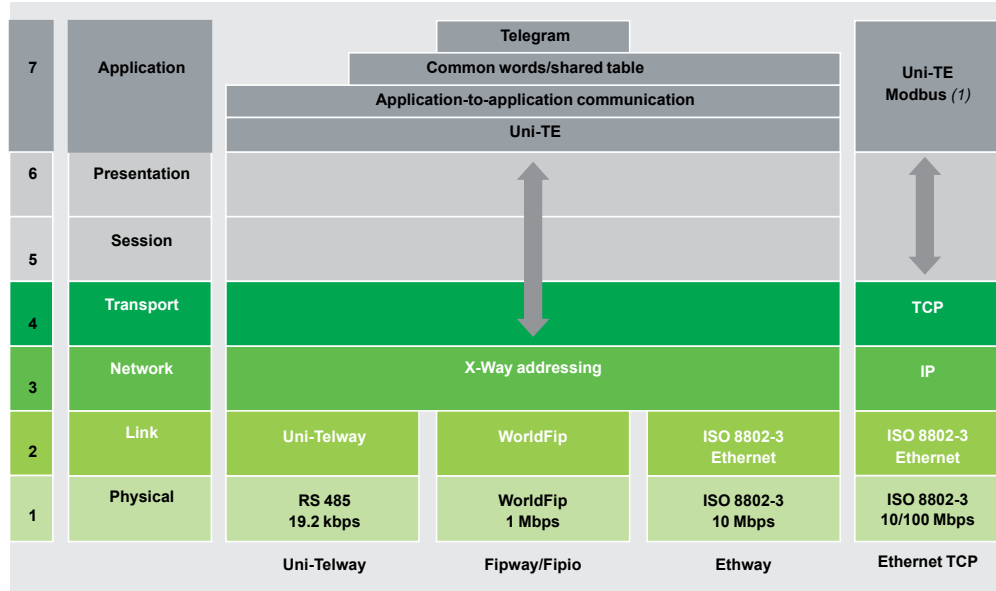 Telegram
7
Application
Common words/shared table
Uni-TE
Modbus (1)
Application-to-application communication
Uni-TE
6
Presentation
5
Session
4
Transport
TCP
3
Network
X-Way addressing
IP
2
Link
Uni-Telway
WorldFip
ISO 8802-3
Ethernet
ISO 8802-3
Ethernet
1
Physical
RS 485
19.2 kbps
WorldFip
1 Mbps
ISO 8802-3
10 Mbps
ISO 8802-3
10/100 Mbps
Uni-Telway
Fipway/Fipio
Ethway
Ethernet TCP